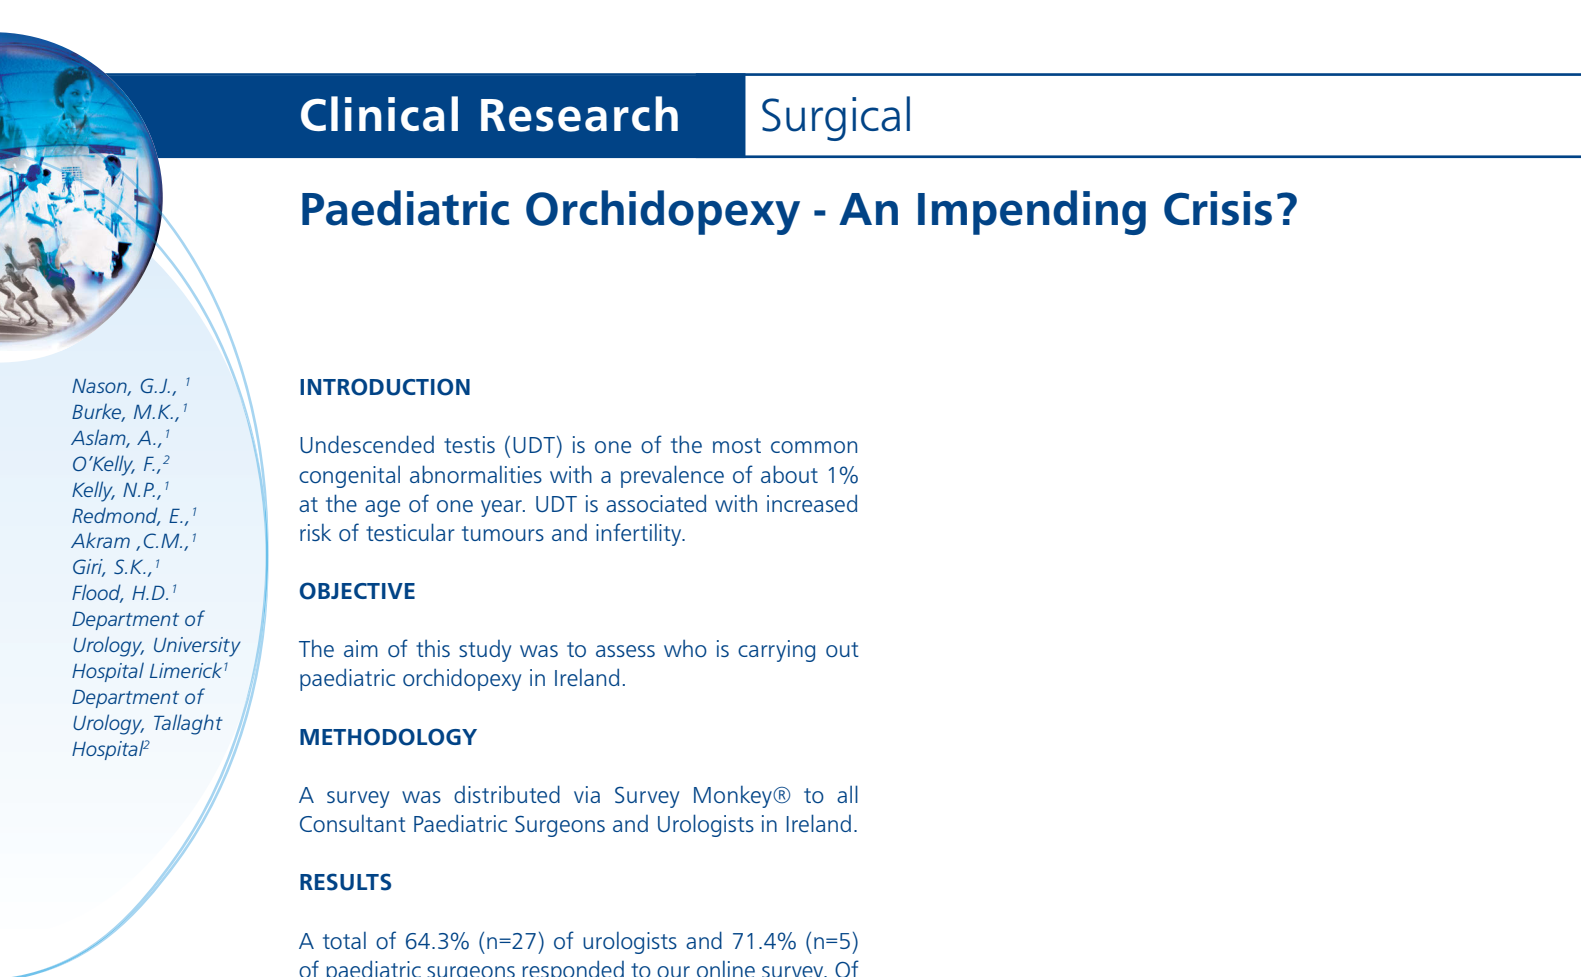 Clinical Research Surgical
Paediatric Orchidopexy - An Impending Crisis?
Nason, G.J., 1
Burke, M.K.,1
Aslam, A.,1
O’Kelly, F.,2
Kelly, N.P.,1
Redmond, E.,1
Akram ,C.M.,1
Giri, S.K.,1
Flood, H.D.1
Department of
Urology, University
Hospital Limerick1
Department of
Urology, Tallaght
Hospital2
INTRODUCTION
Undescended testis (UDT) is one of the most common
congenital abnormalities with a prevalence of about 1%
at the age of one year. UDT is associated with increased
risk of testicular tumours and infertility.
OBJECTIVE
The aim of this study was to assess who is carrying out
paediatric orchidopexy in Ireland.
METHODOLOGY
A survey was distributed via Survey Monkey® to all
Consultant Paediatric Surgeons and Urologists in Ireland.
RESULTS
A total of 64.3% (n=27) of urologists and 71.4% (n=5)
of paediatric surgeons responded to our online survey. Of